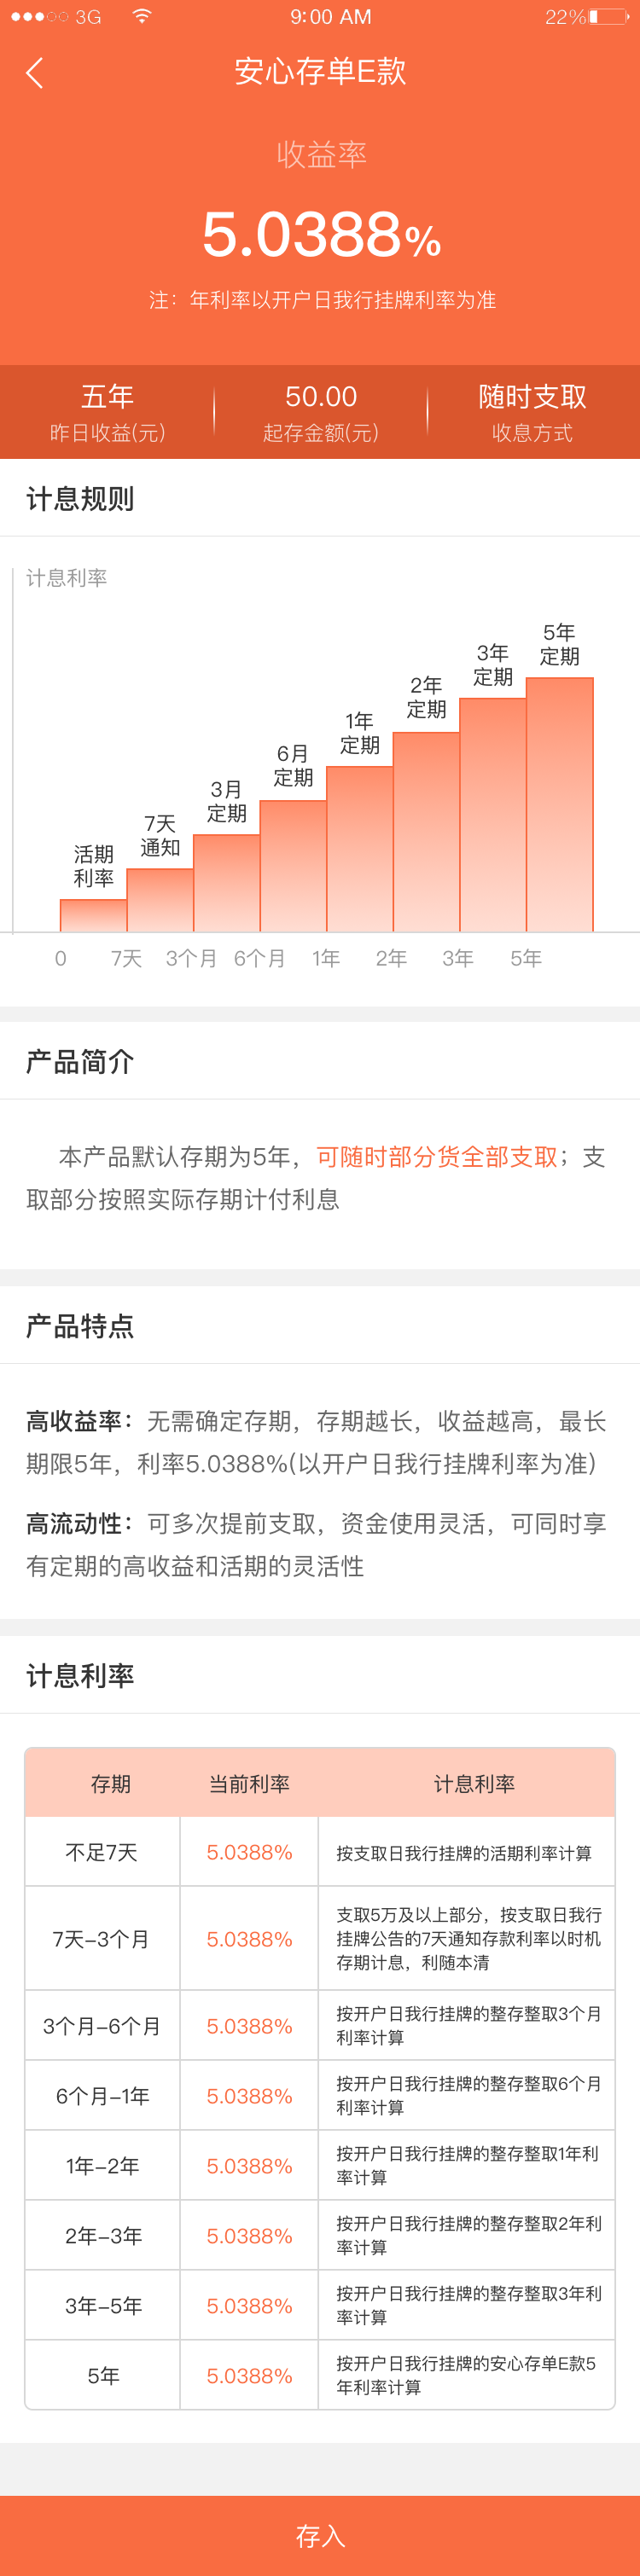 3G
9:00 AM
22%
安心存单E款
收益率
5.0388%
注：年利率以开户日我行挂牌利率为准
五年
昨日收益(元)
50.00
起存金额(元)
随时支取
收息方式
计息规则
计息利率
活期
利率
7天
通知
3月
定期
6月
定期
1年
定期
2年
定期
3年
定期
5年
定期
0 7天 3个月 6个月 1年 2年 3年 5年
产品简介
本产品默认存期为5年，可随时部分货全部支取；支
取部分按照实际存期计付利息
产品特点
高收益率：无需确定存期，存期越长，收益越高，最长
期限5年，利率5.0388%(以开户日我行挂牌利率为准)
高流动性：可多次提前支取，资金使用灵活，可同时享
有定期的高收益和活期的灵活性
计息利率
存期 当前利率 计息利率
不足7天 5.0388% 按支取日我行挂牌的活期利率计算
7天–3个月 5.0388%
支取5万及以上部分，按支取日我行
挂牌公告的7天通知存款利率以时机
存期计息，利随本清
3个月–6个月 5.0388%
按开户日我行挂牌的整存整取3个月
利率计算
6个月–1年 5.0388%
按开户日我行挂牌的整存整取6个月
利率计算
1年–2年 5.0388%
按开户日我行挂牌的整存整取1年利
率计算
2年–3年 5.0388%
按开户日我行挂牌的整存整取2年利
率计算
3年–5年 5.0388%
按开户日我行挂牌的整存整取3年利
率计算
5年 5.0388%
按开户日我行挂牌的安心存单E款5
年利率计算
存入